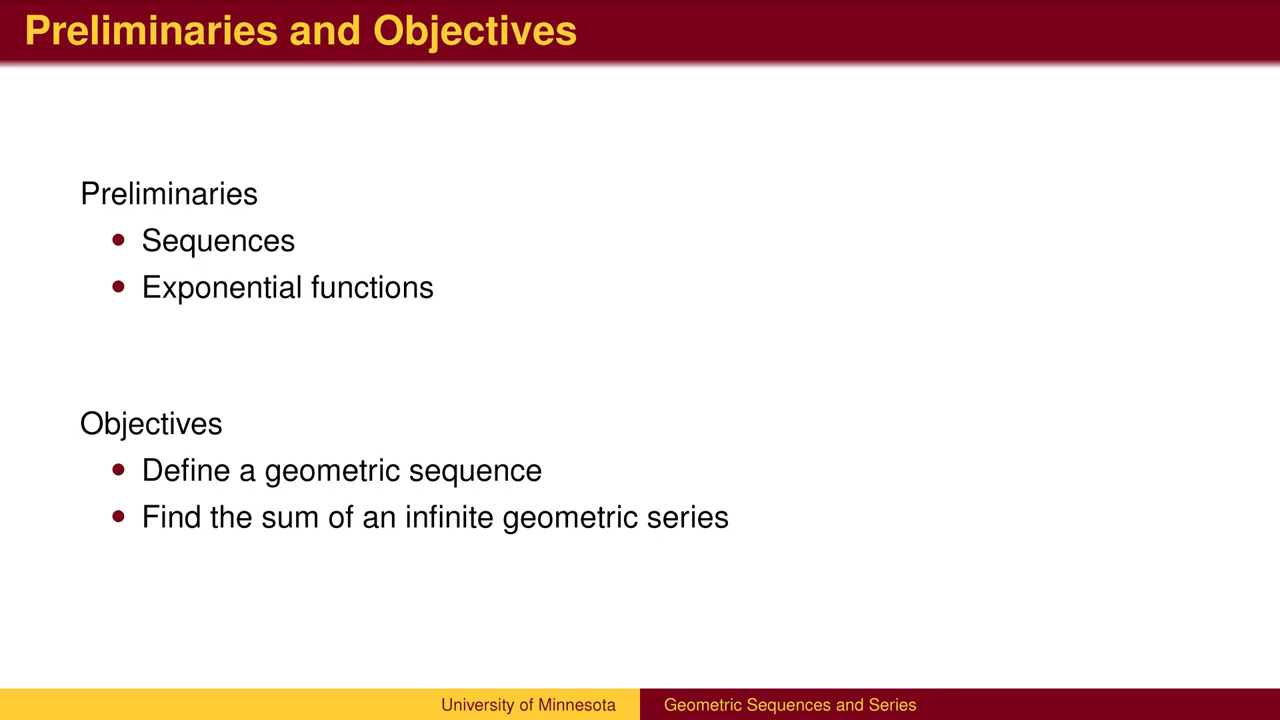 Preliminaries and Objectives
Preliminaries
• Sequences
• Exponential functions
Objectives
• Define a geometric sequence
• Find the sum of an infinite geometric series
University of Minnesota
Geometric Sequences and Series